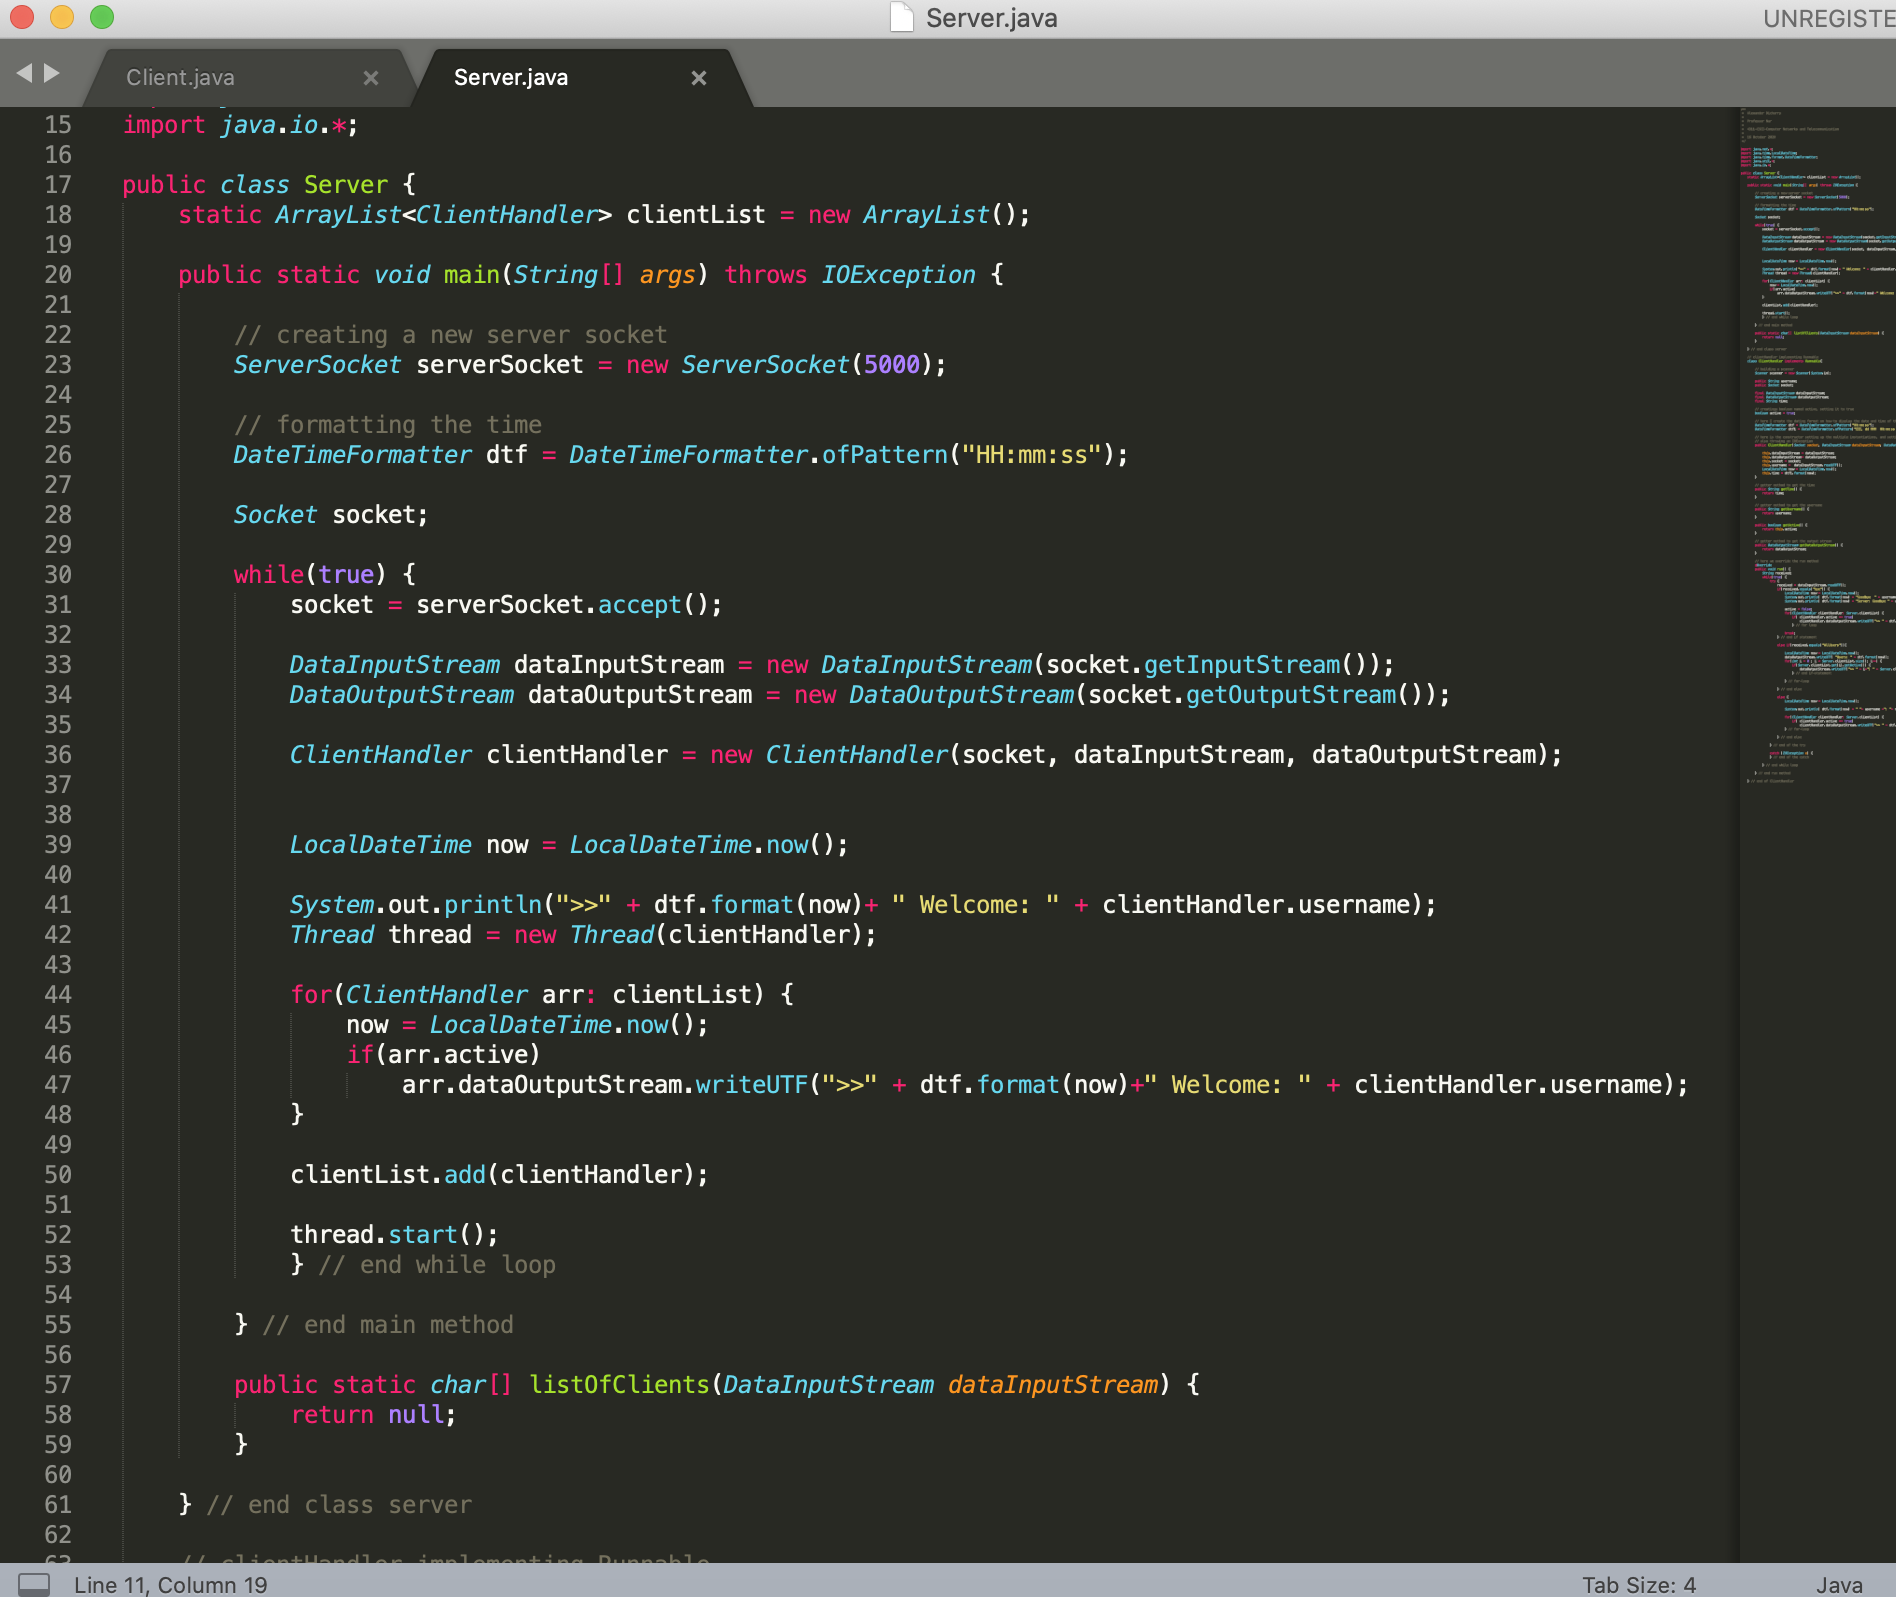 Server.java
UNREGISTE
Client.java × Server.java ×
15 import java.io.*;
16
17 public class Server {
18 static ArrayList<ClientHandler> clientList = new ArrayList();
19
20 public static void main(String[] args) throws IOException {
21
22 // creating a new server socket
23 ServerSocket serverSocket = new ServerSocket(5000);
24
25 // formatting the time
26 DateTimeFormatter dtf = DateTimeFormatter.ofPattern("HH:mm:ss");
27
28 Socket socket;
29
30 while(true) {
31 socket = serverSocket.accept();
32
33 DataInputStream dataInputStream = new DataInputStream(socket.getInputStream());
34 DataOutputStream dataOutputStream = new DataOutputStream(socket.getOutputStream());
35
36 ClientHandler clientHandler = new ClientHandler(socket, dataInputStream, dataOutputStream);
37
38
39 LocalDateTime now = LocalDateTime.now();
40
41 System.out.println(">>" + dtf.format(now)+ " Welcome: " + clientHandler.username);
42 Thread thread = new Thread(clientHandler);
43
44 for(ClientHandler arr: clientList) {
45 now = LocalDateTime.now();
46 if(arr.active)
47 arr.dataOutputStream.writeUTF(">>" + dtf.format(now)+" Welcome: " + clientHandler.username);
48 }
49
50 clientList.add(clientHandler);
51
52 thread.start();
53 } // end while loop
54
55 } // end main method
56
57 public static char[] listOfClients(DataInputStream dataInputStream) {
58 return null;
59 }
60
61 } // end class server
62
63 // clientHandler implementing Runnable
Line 11, Column 19
Tab Size: 4
Java